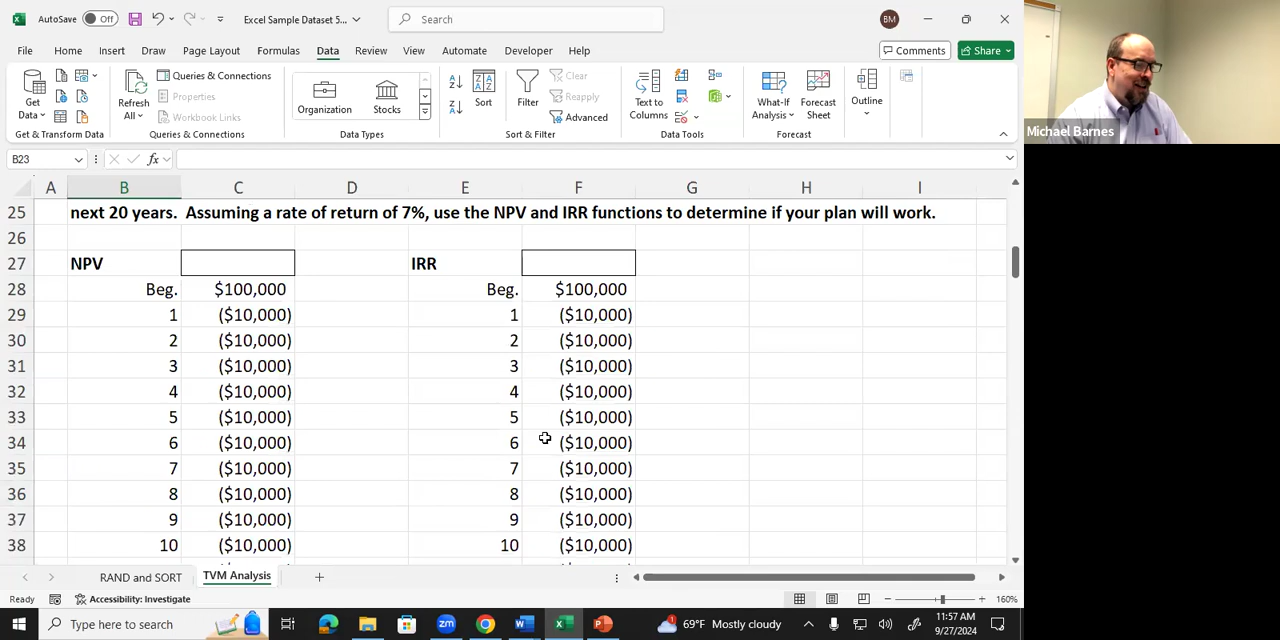 AutoSave Off Excel Sample Dataset 5... Search BM
File Home Insert Draw Page Layout Formulas Data Review View Automate Developer Help Comments Share
Get Data Refresh All Queries & Connections Properties Workbook Links Organization Stocks Sort Filter Clear Reapply Advanced Text to Columns What-If Analysis Forecast Sheet Outline
Get & Transform Data Queries & Connections Data Types Sort & Filter Data Tools Forecast
Michael Barnes
B23 fx
A B C D E F G H I
25 next 20 years. Assuming a rate of return of 7%, use the NPV and IRR functions to determine if your plan will work.
26
27 NPV IRR
28 Beg. $100,000 Beg. $100,000
29 1 ($10,000) 1 ($10,000)
30 2 ($10,000) 2 ($10,000)
31 3 ($10,000) 3 ($10,000)
32 4 ($10,000) 4 ($10,000)
33 5 ($10,000) 5 ($10,000)
34 6 ($10,000) 6 ($10,000)
35 7 ($10,000) 7 ($10,000)
36 8 ($10,000) 8 ($10,000)
37 9 ($10,000) 9 ($10,000)
38 10 ($10,000) 10 ($10,000)
RAND and SORT TVM Analysis
Ready Accessibility: Investigate 160%
Type here to search zm 69°F Mostly cloudy 11:57 AM
9/27/2024